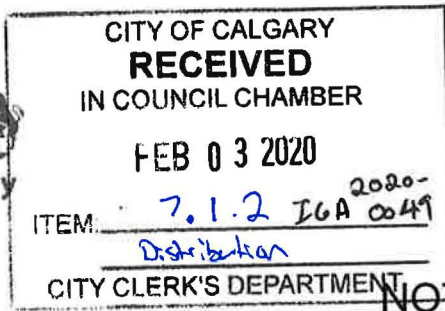 CITY OF CALGARY
RECEIVED
IN COUNCIL CHAMBER
FEB 0 3 2020
ITEM: 7.1.2 IGA 2020-0049
Distribution
CITY CLERK'S DEPARTMENT
NOT